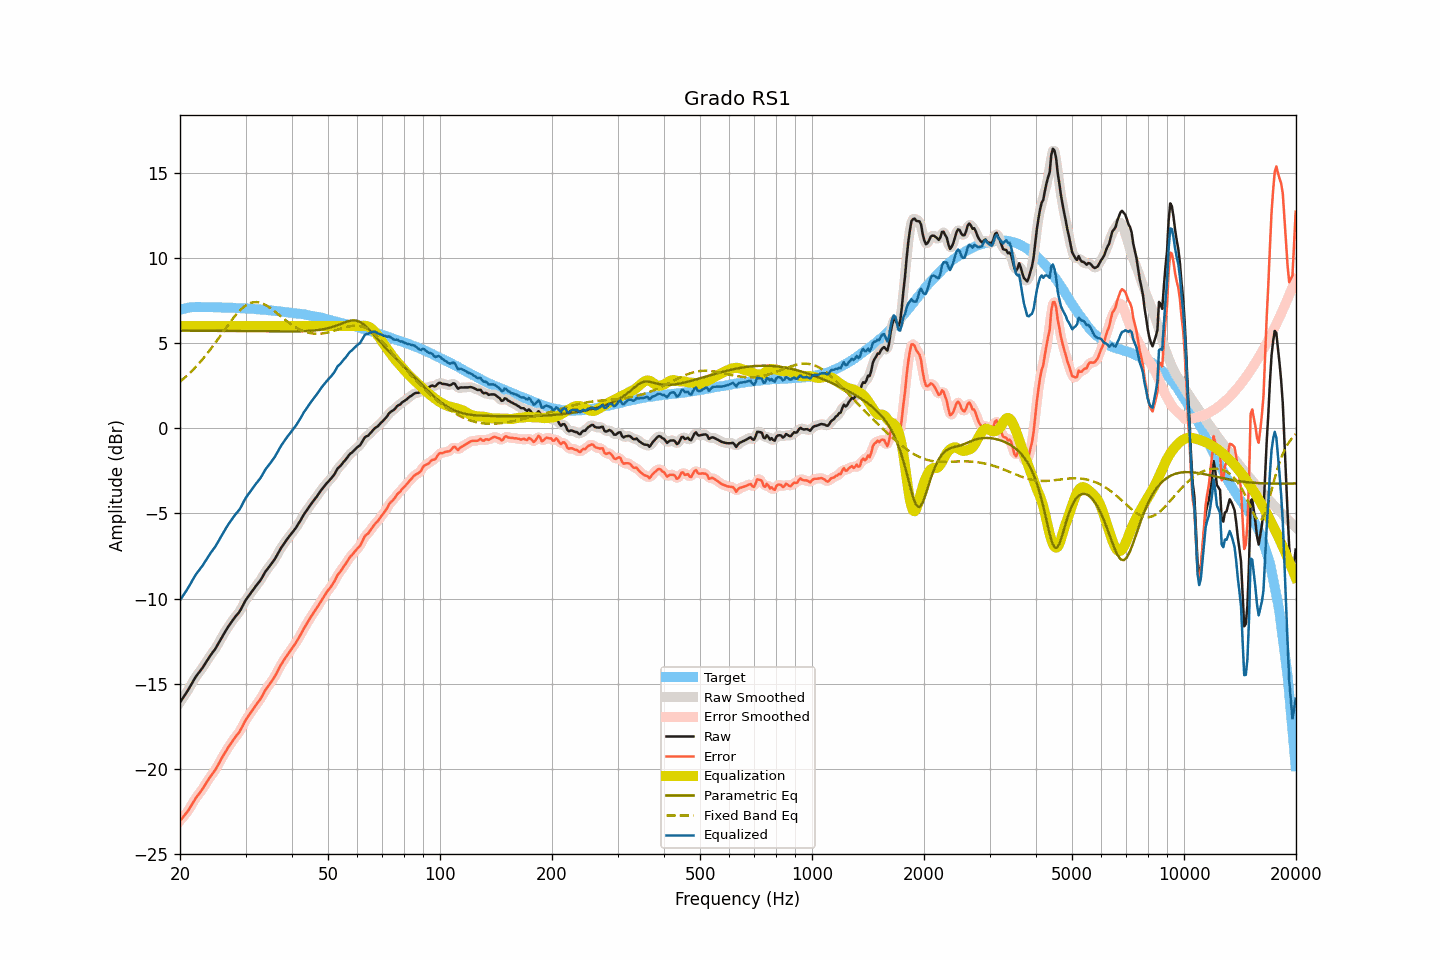 Grado RS1
Amplitude (dBr)
15
10
5
0
−5
−10
−15
−20
−25
Target
Raw Smoothed
Error Smoothed
Raw
Error
Equalization
Parametric Eq
Fixed Band Eq
Equalized
20 50 100 200 500 1000 2000 5000 10000 20000
Frequency (Hz)